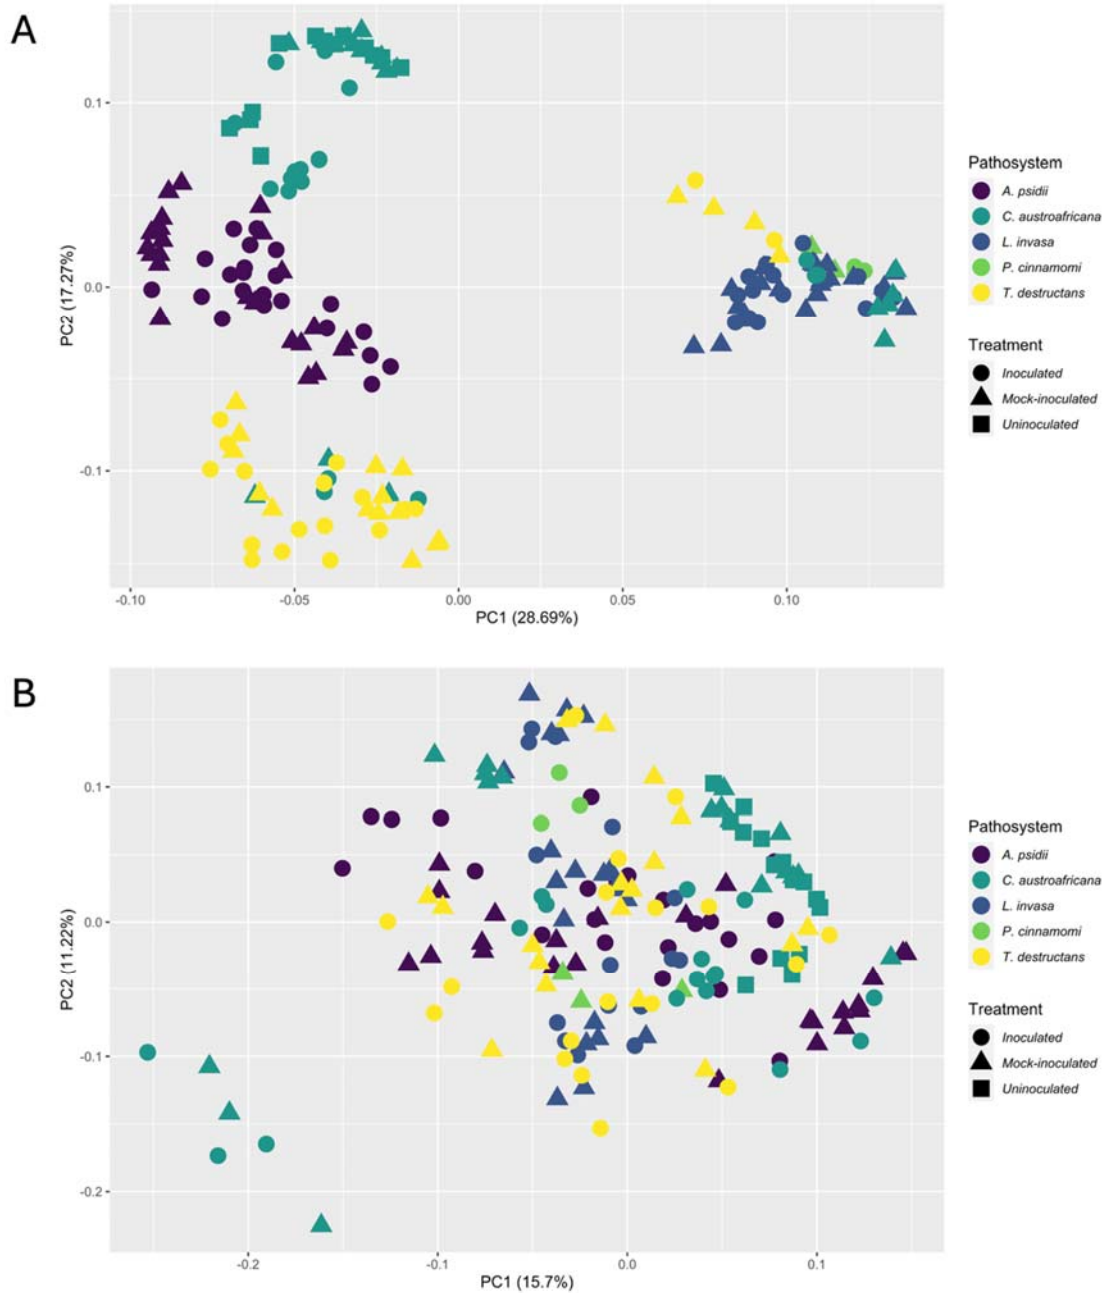 A
0.1
0.0
-0.1
PC2 (17.27%)
-0.10
-0.05
0.00
0.05
0.10
PC1 (28.69%)
Pathosystem
A. psidii
C. austroafricana
L. invasa
P. cinnamomi
T. destructans
Treatment
Inoculated
Mock-inoculated
Uninoculated
B
0.1
0.0
-0.1
-0.2
PC2 (11.22%)
-0.2
-0.1
0.0
0.1
PC1 (15.7%)
Pathosystem
A. psidii
C. austroafricana
L. invasa
P. cinnamomi
T. destructans
Treatment
Inoculated
Mock-inoculated
Uninoculated